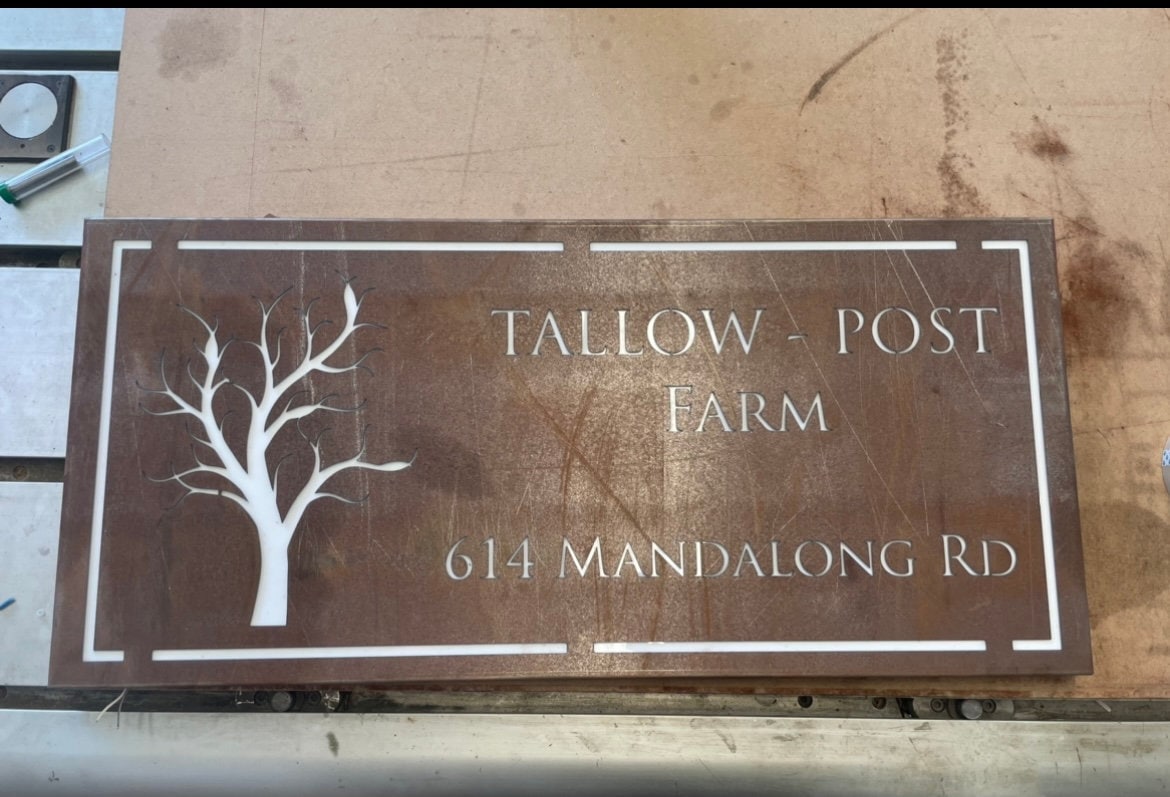 TALLOW - POST
FARM
614 MANDALONG RD